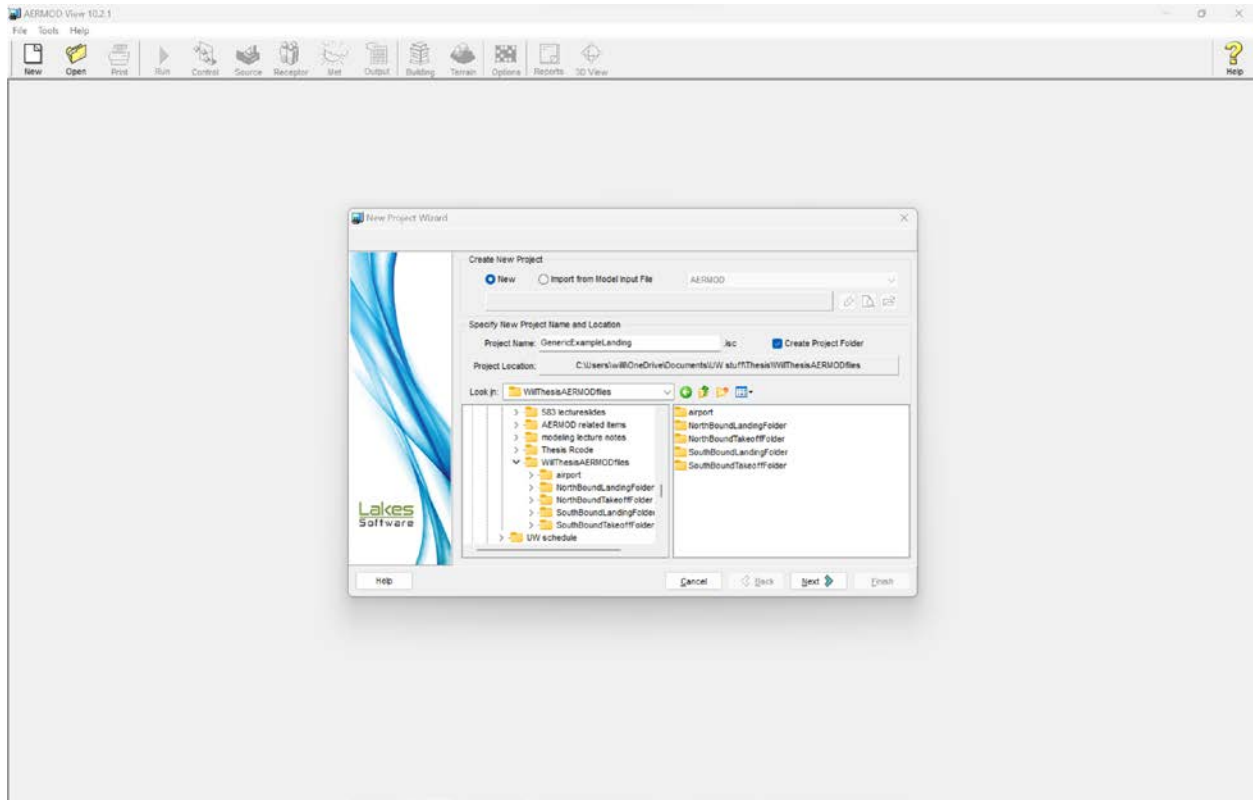 AERMOD View 10.2.1
File Tools Help
New Open Print Run Control Source Receptor Met Output Building Terrain Options Reports 3D View Help
New Project Wizard
Create New Project
New Import from Model Input File AERMOD
Specify New Project Name and Location
Project Name: GenericExampleLanding .isc Create Project Folder
Project Location: C:\Users\willi\OneDrive\Documents\UW stuff\Thesis\WillThesisAERMODfiles
Look in: WillThesisAERMODfiles
583 lectureslides
AERMOD related items
modeling lecture notes
Thesis Rcode
WillThesisAERMODfiles
airport
NorthBoundLandingFolder
NorthBoundTakeoffFolder
SouthBoundLandingFolder
SouthBoundTakeoffFolder
UW schedule
airport
NorthBoundLandingFolder
NorthBoundTakeoffFolder
SouthBoundLandingFolder
SouthBoundTakeoffFolder
Lakes
Software
Help Cancel Back Next Finish